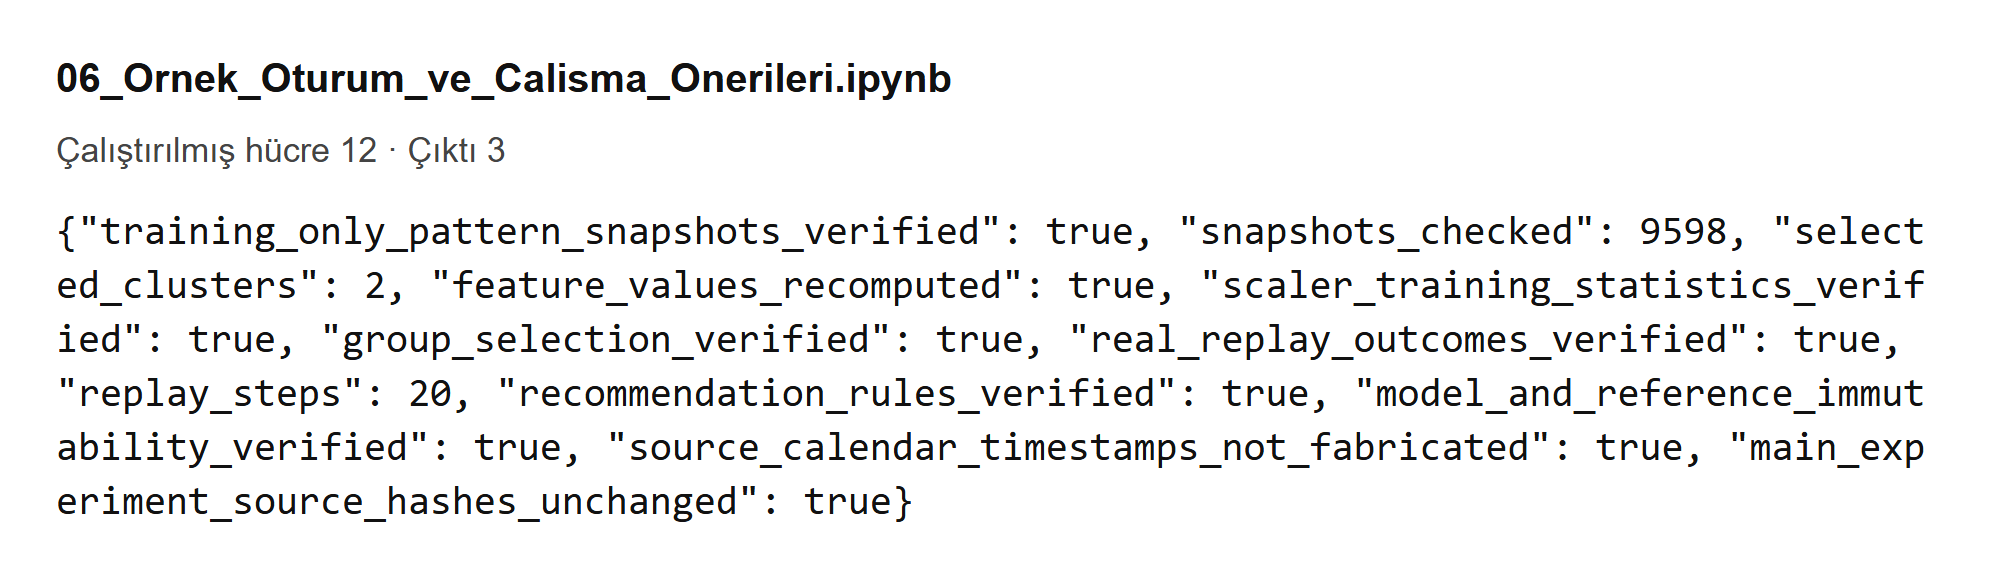 06_Ornek_Oturum_ve_Calisma_Onerileri.ipynb
Çalıştırılmış hücre 12 · Çıktı 3
{"training_only_pattern_snapshots_verified": true, "snapshots_checked": 9598, "select
ed_clusters": 2, "feature_values_recomputed": true, "scaler_training_statistics_verif
ied": true, "group_selection_verified": true, "real_replay_outcomes_verified": true,
"replay_steps": 20, "recommendation_rules_verified": true, "model_and_reference_immut
ability_verified": true, "source_calendar_timestamps_not_fabricated": true, "main_exp
eriment_source_hashes_unchanged": true}